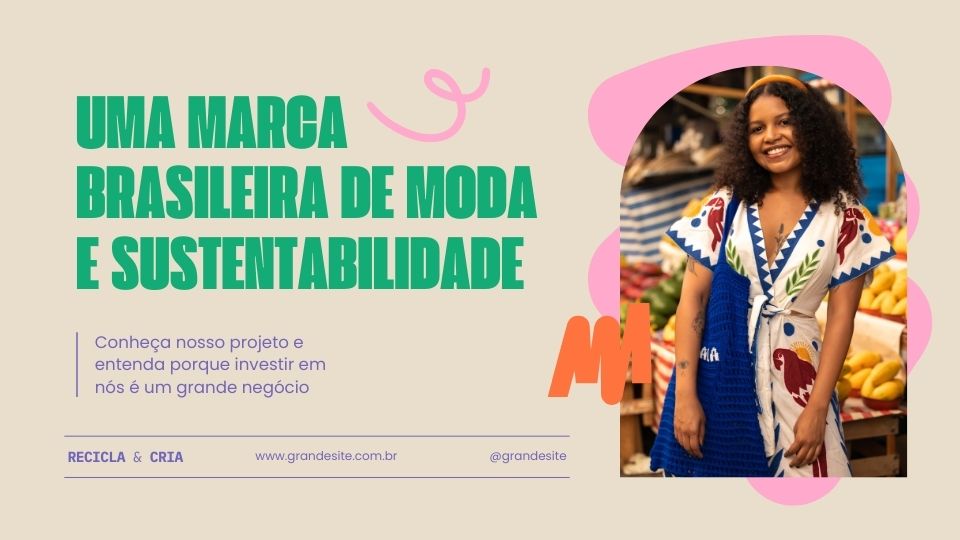 UMA MARCA
BRASILEIRA DE MODA
E SUSTENTABILIDADE
Conheça nosso projeto e
entenda porque investir em
nós é um grande negócio
RECICLA & CRIA
www.grandesite.com.br
@grandesite